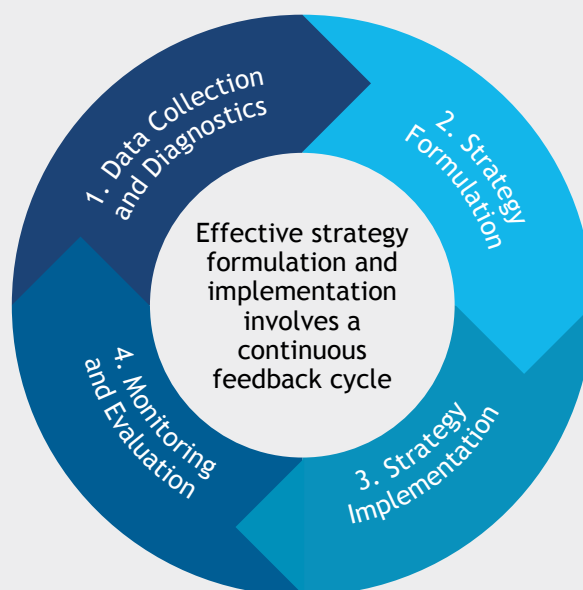 1. Data Collection
and Diagnostics
2. Strategy
Formulation
Effective strategy
formulation and
implementation
involves a
continuous
feedback cycle
3. Strategy
Implementation
4. Monitoring
and Evaluation